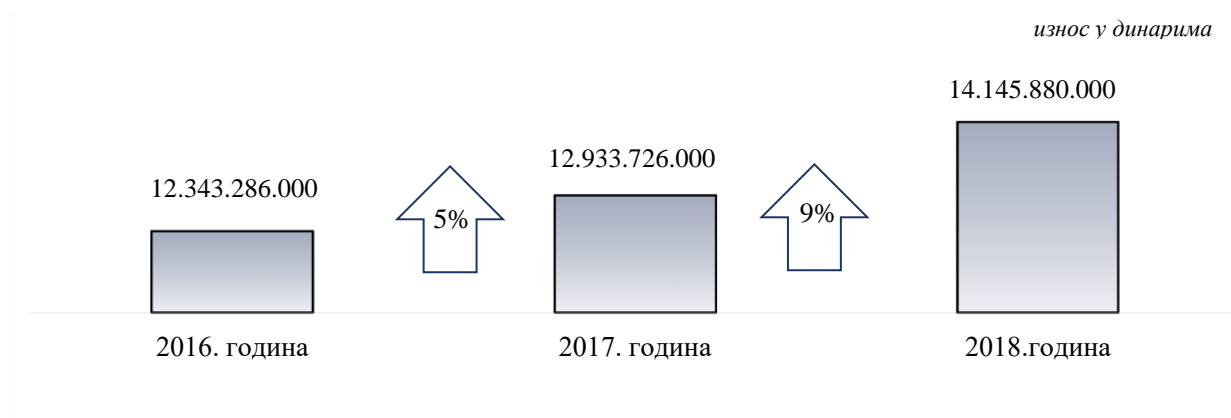 износ у динарима
14.145.880.000
12.933.726.000
12.343.286.000
5%
9%
2016. година
2017. година
2018.година